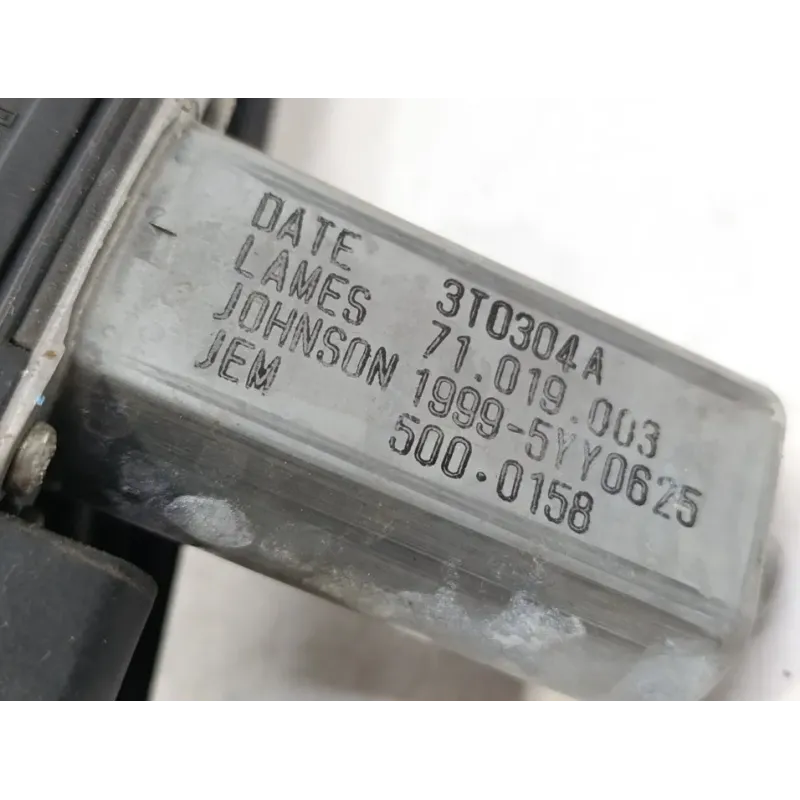 DATE 3T0304A
LAMES 71.019.003
JOHNSON 1999-5YY0625
JEM 500.0158